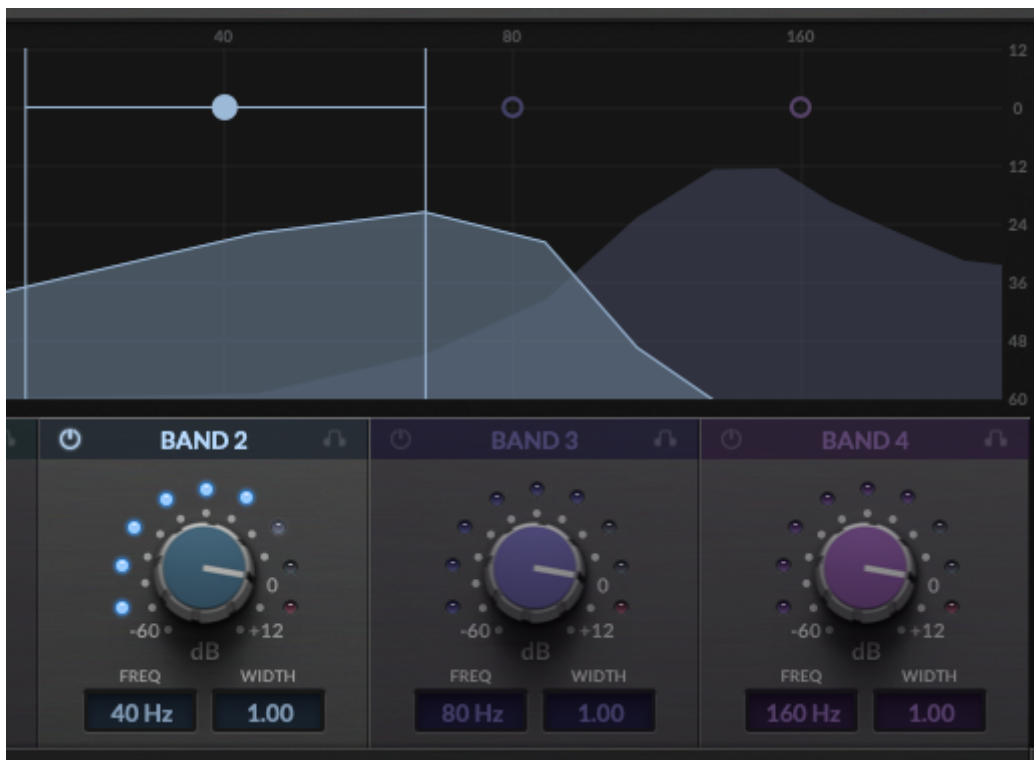 40 80 160
12
0
12
24
36
48
60
BAND 2 BAND 3 BAND 4
0 0 0
-60 +12 -60 +12 -60 +12
dB dB dB
FREQ WIDTH FREQ WIDTH FREQ WIDTH
40 Hz 1.00 80 Hz 1.00 160 Hz 1.00